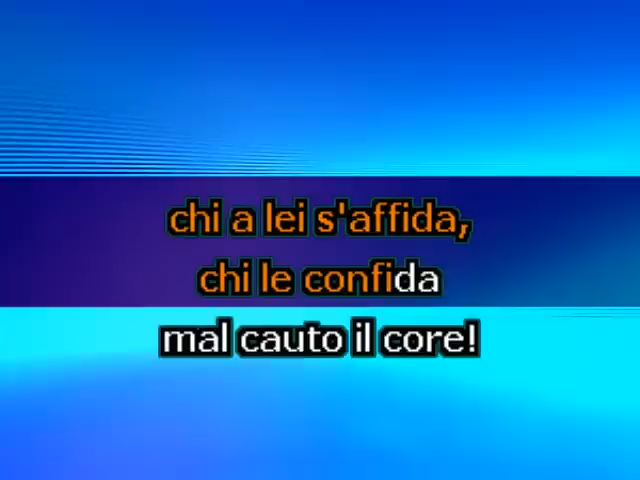 chi a lei s'affida,
chi le confida
mal cauto il core!